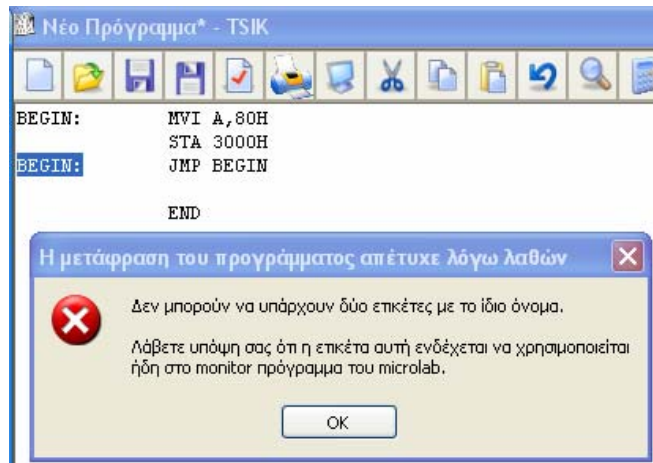 Νέο Πρόγραμμα* - TSIK
BEGIN: MVI A,80H
STA 3000H
BEGIN: JMP BEGIN
END
Η μετάφραση του προγράμματος απέτυχε λόγω λαθών
Δεν μπορούν να υπάρχουν δύο ετικέτες με το ίδιο όνομα.
Λάβετε υπόψη σας ότι η ετικέτα αυτή ενδέχεται να χρησιμοποιείται
ήδη στο monitor πρόγραμμα του microlab.
OK